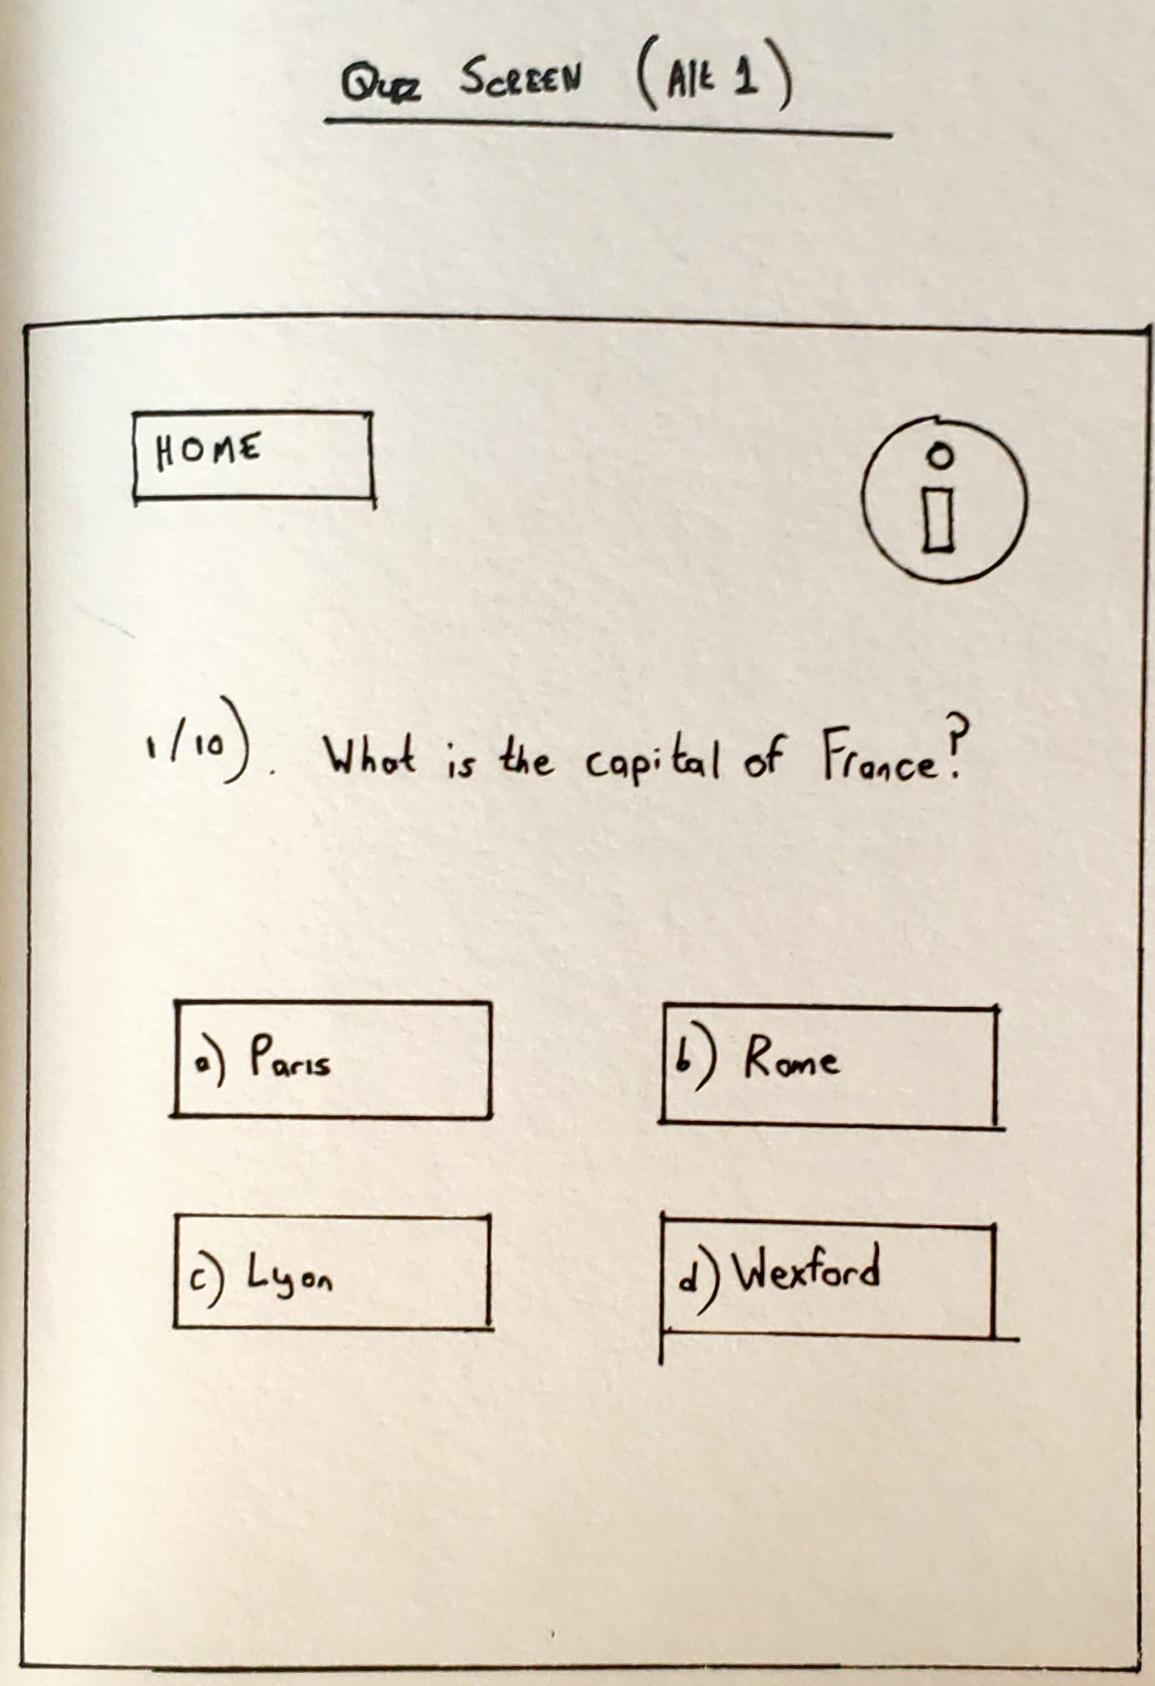 Quiz SCREEN (Alt 1)
HOME
i
1/10). What is the capital of France?
a) Paris
b) Rome
c) Lyon
d) Wexford